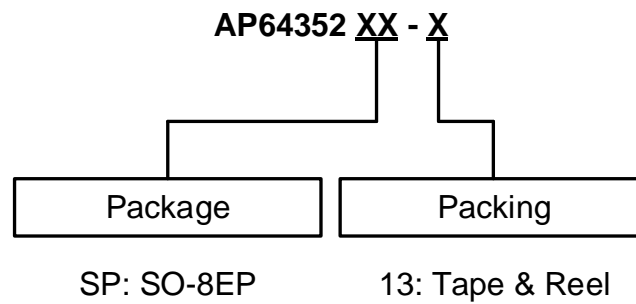 AP64352 XX - X
Package
Packing
SP: SO-8EP
13: Tape & Reel